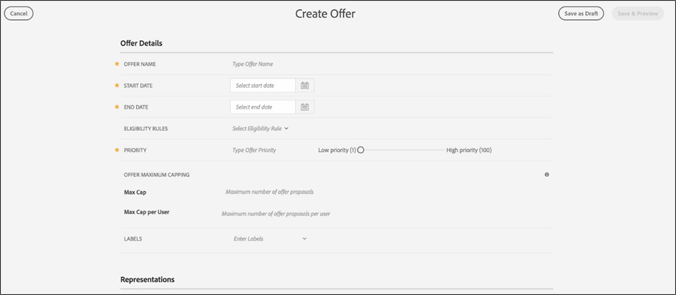 Cancel
Create Offer
Save as Draft
Save & Preview
Offer Details
OFFER NAME Type Offer Name
START DATE Select start date
END DATE Select end date
ELIGIBILITY RULES Select Eligibility Rule
PRIORITY Type Offer Priority Low priority (1) High priority (100)
OFFER MAXIMUM CAPPING
Max Cap Maximum number of offer proposals
Max Cap per User Maximum number of offer proposals per user
LABELS Enter Labels
Representations